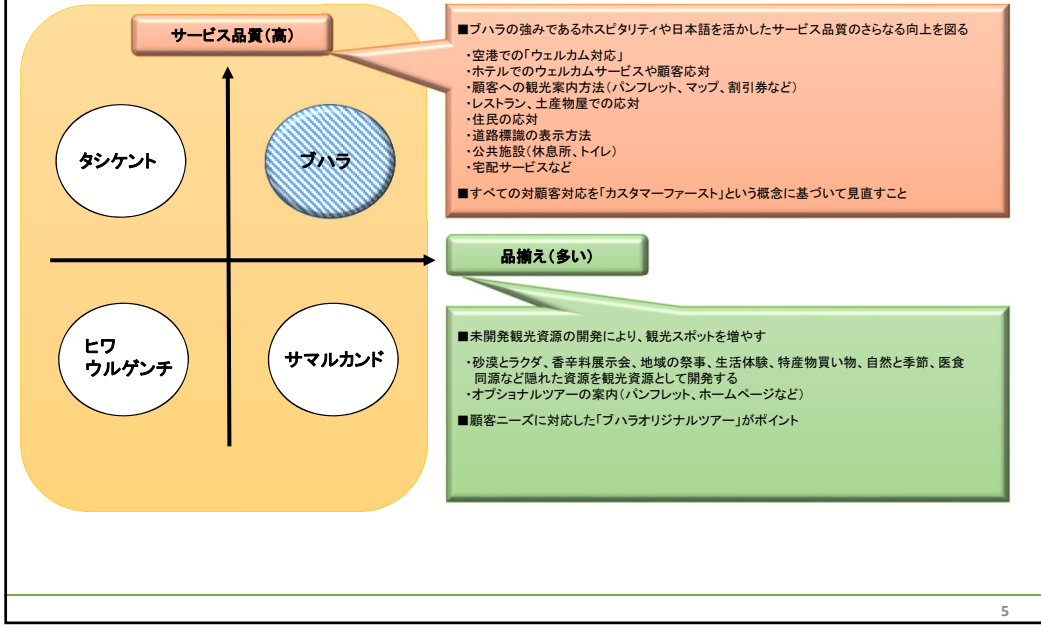 サービス品質(高)
タシケント
ブハラ
ヒワ
ウルゲンチ
サマルカンド
■ブハラの強みであるホスピタリティや日本語を活かしたサービス品質のさらなる向上を図る
・空港での「ウェルカム対応」
・ホテルでのウェルカムサービスや顧客応対
・顧客への観光案内方法(パンフレット、マップ、割引券など)
・レストラン、土産物屋での応対
・住民の応対
・道路標識の表示方法
・公共施設(休息所、トイレ)
・宅配サービスなど
■すべての対顧客対応を「カスタマーファースト」という概念に基づいて見直すこと
品揃え(多い)
■未開発観光資源の開発により、観光スポットを増やす
・砂漠とラクダ、香辛料展示会、地域の祭事、生活体験、特産物買い物、自然と季節、医食
同源など隠れた資源を観光資源として開発する
・オプショナルツアーの案内(パンフレット、ホームページなど)
■顧客ニーズに対応した「ブハラオリジナルツアー」がポイント
5